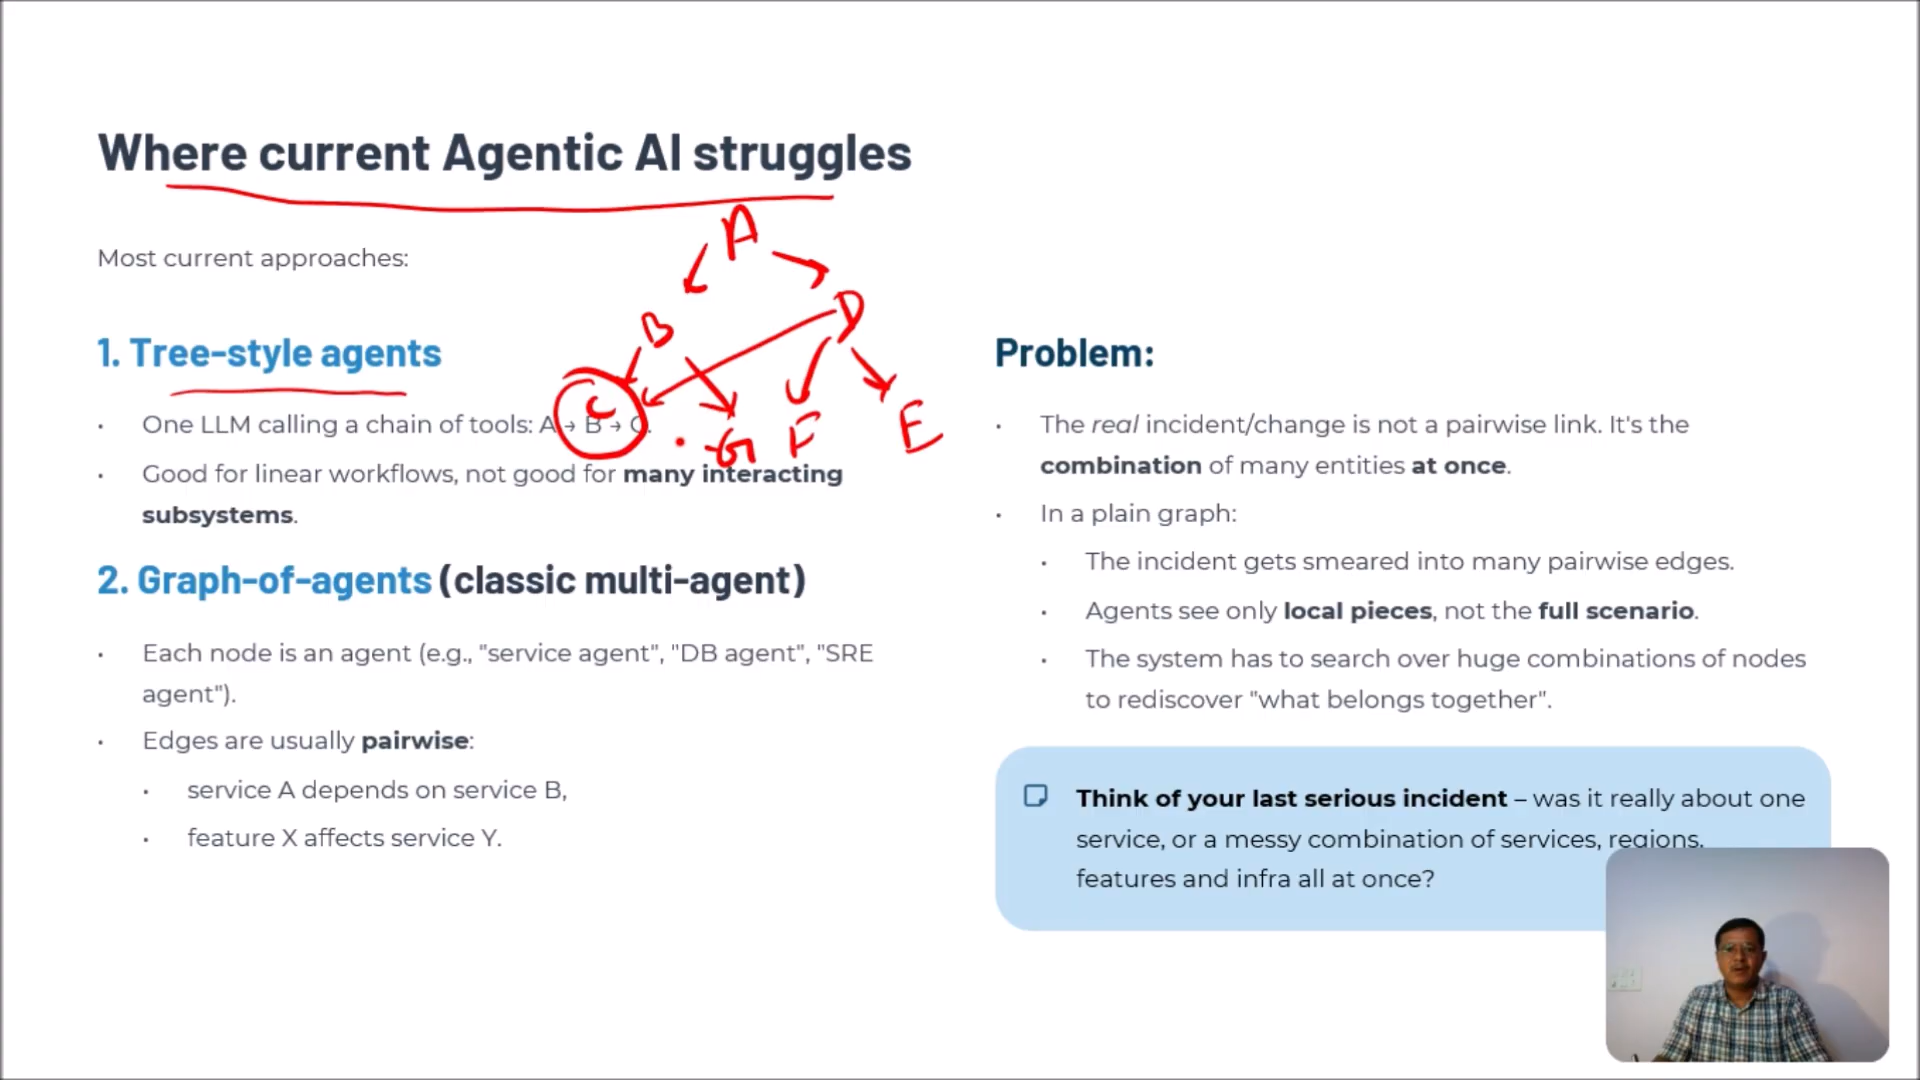 Where current Agentic AI struggles
Most current approaches:
A
B
D
C
G
F
E
1. Tree-style agents
• One LLM calling a chain of tools: A → B → C.
• Good for linear workflows, not good for many interacting
subsystems.
2. Graph-of-agents (classic multi-agent)
• Each node is an agent (e.g., "service agent", "DB agent", "SRE
agent").
• Edges are usually pairwise:
• service A depends on service B,
• feature X affects service Y.
Problem:
• The real incident/change is not a pairwise link. It's the
combination of many entities at once.
• In a plain graph:
• The incident gets smeared into many pairwise edges.
• Agents see only local pieces, not the full scenario.
• The system has to search over huge combinations of nodes
to rediscover "what belongs together".
Think of your last serious incident – was it really about one
service, or a messy combination of services, regions,
features and infra all at once?